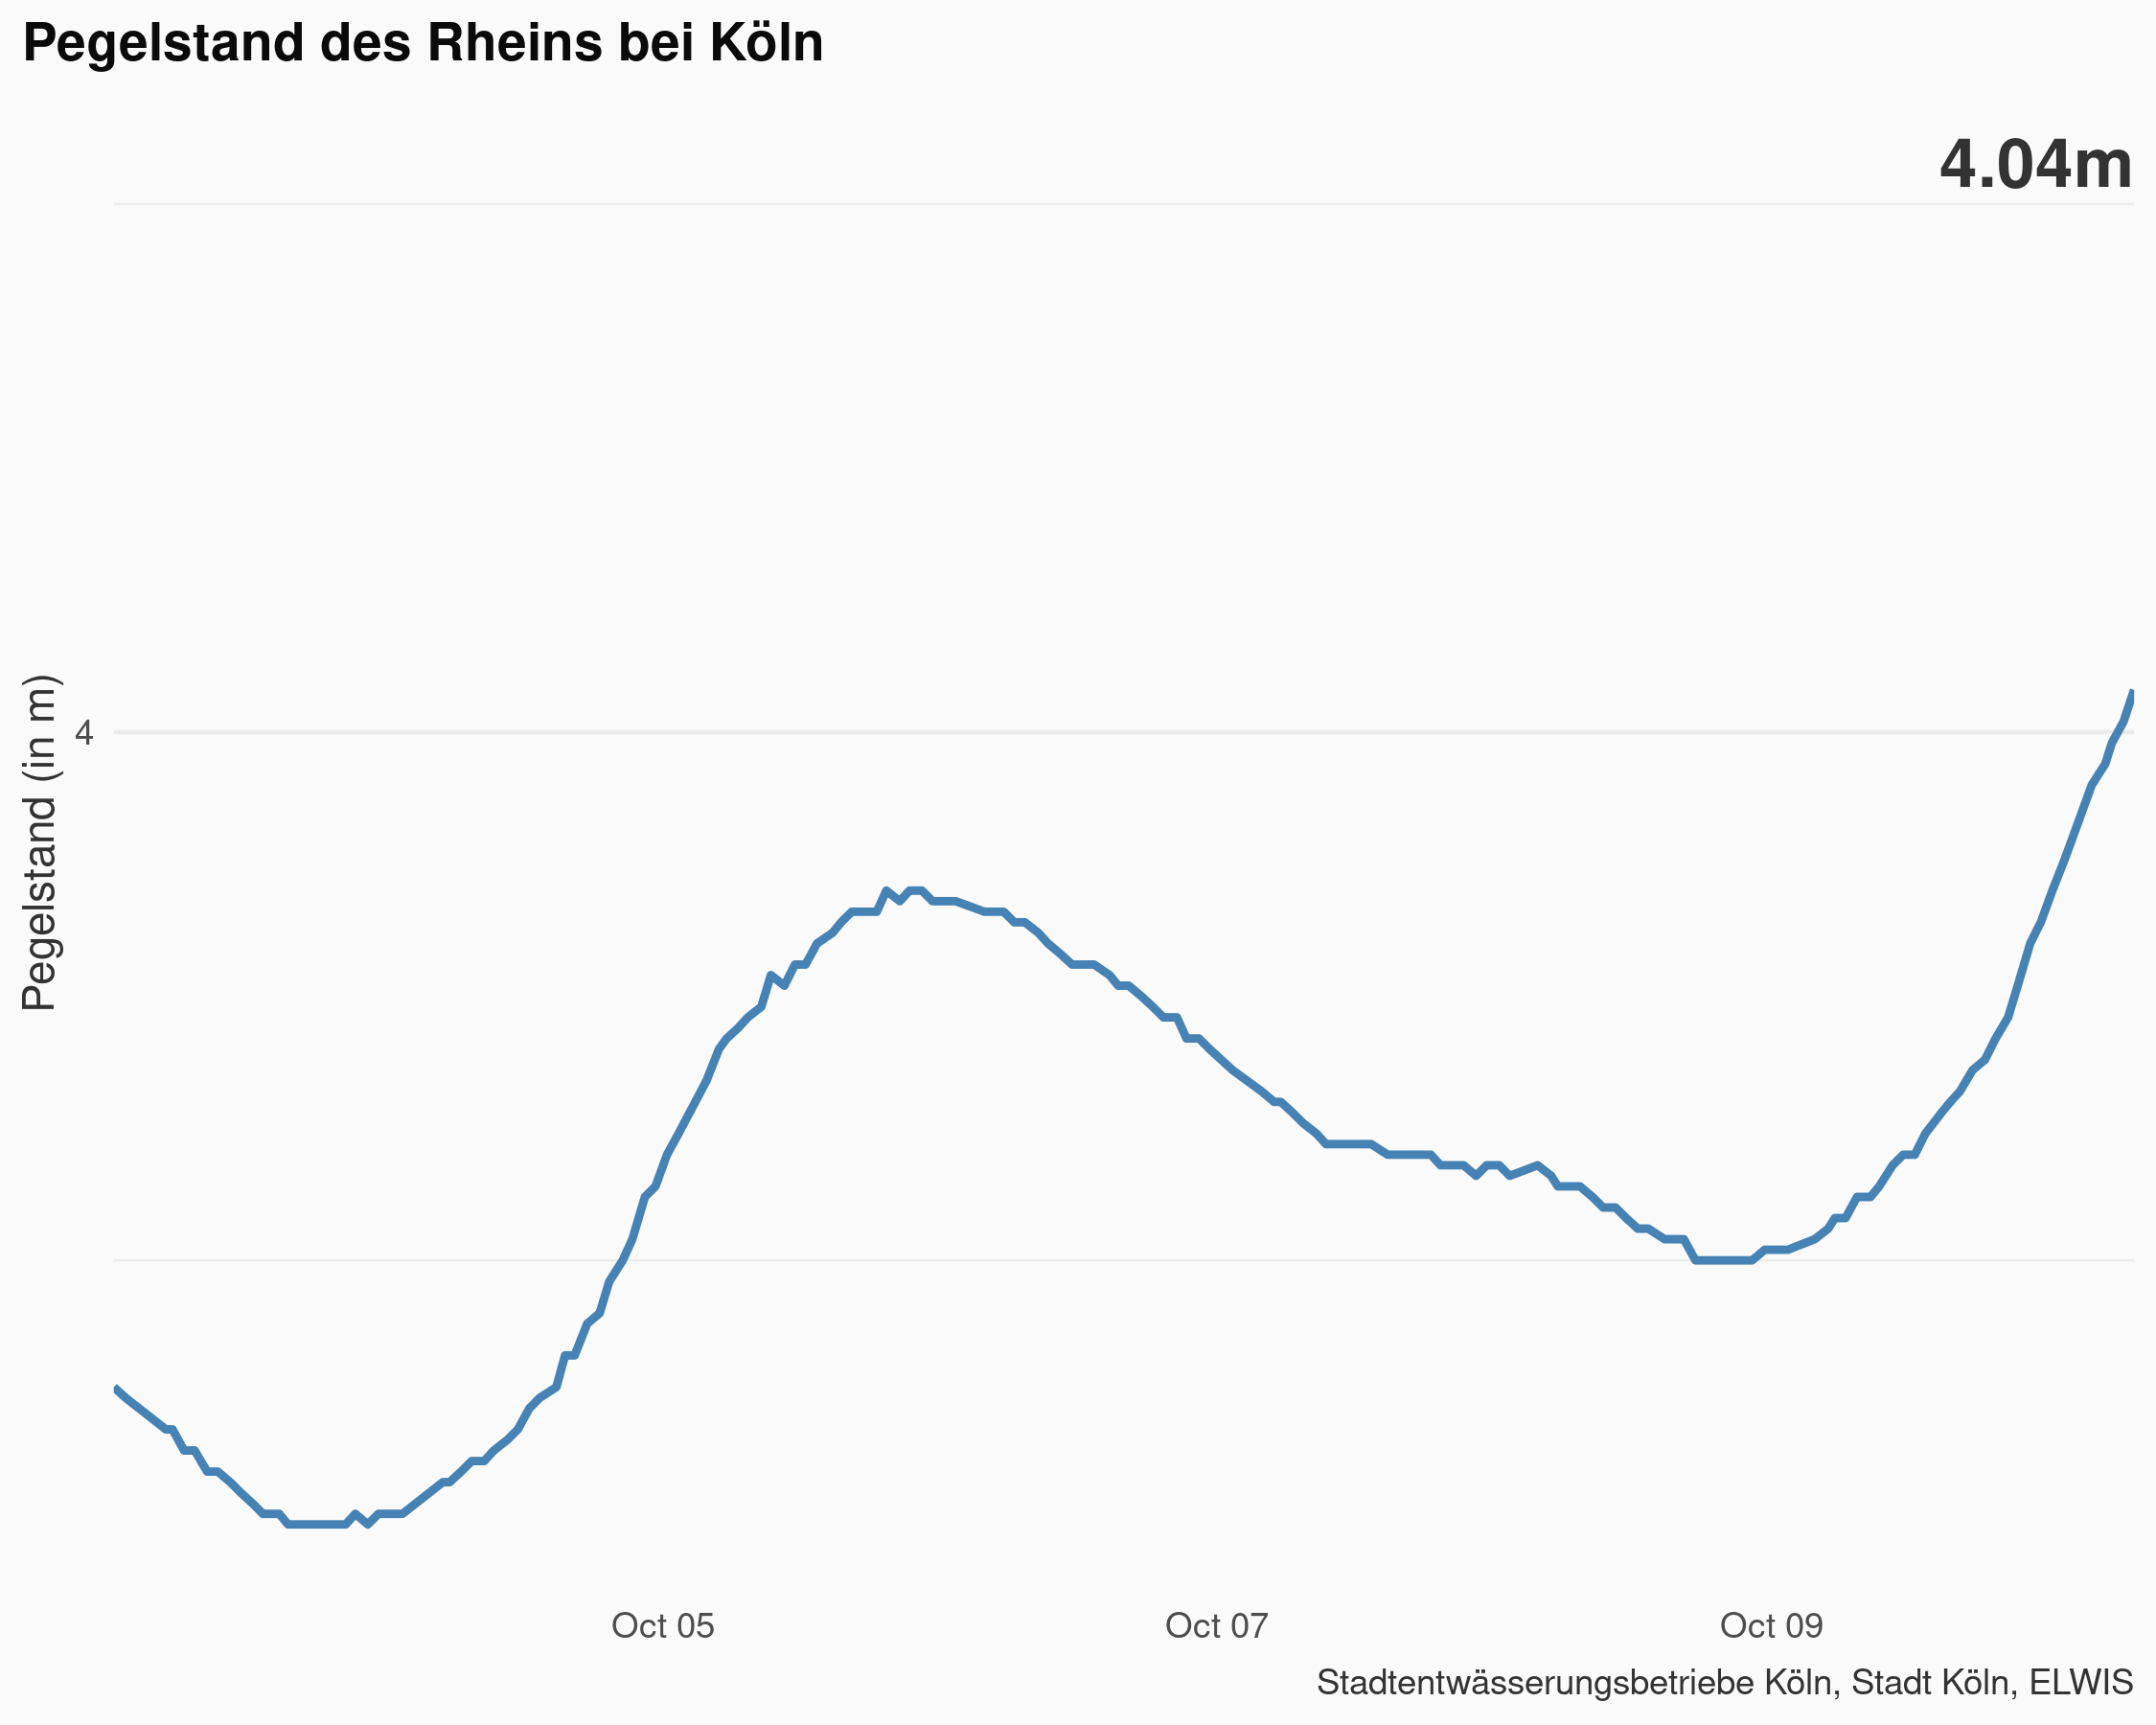 Pegelstand des Rheins bei Köln
4.04m
Pegelstand (in m)
4
Oct 05
Oct 07
Oct 09
Stadtentwässerungsbetriebe Köln, Stadt Köln, ELWIS